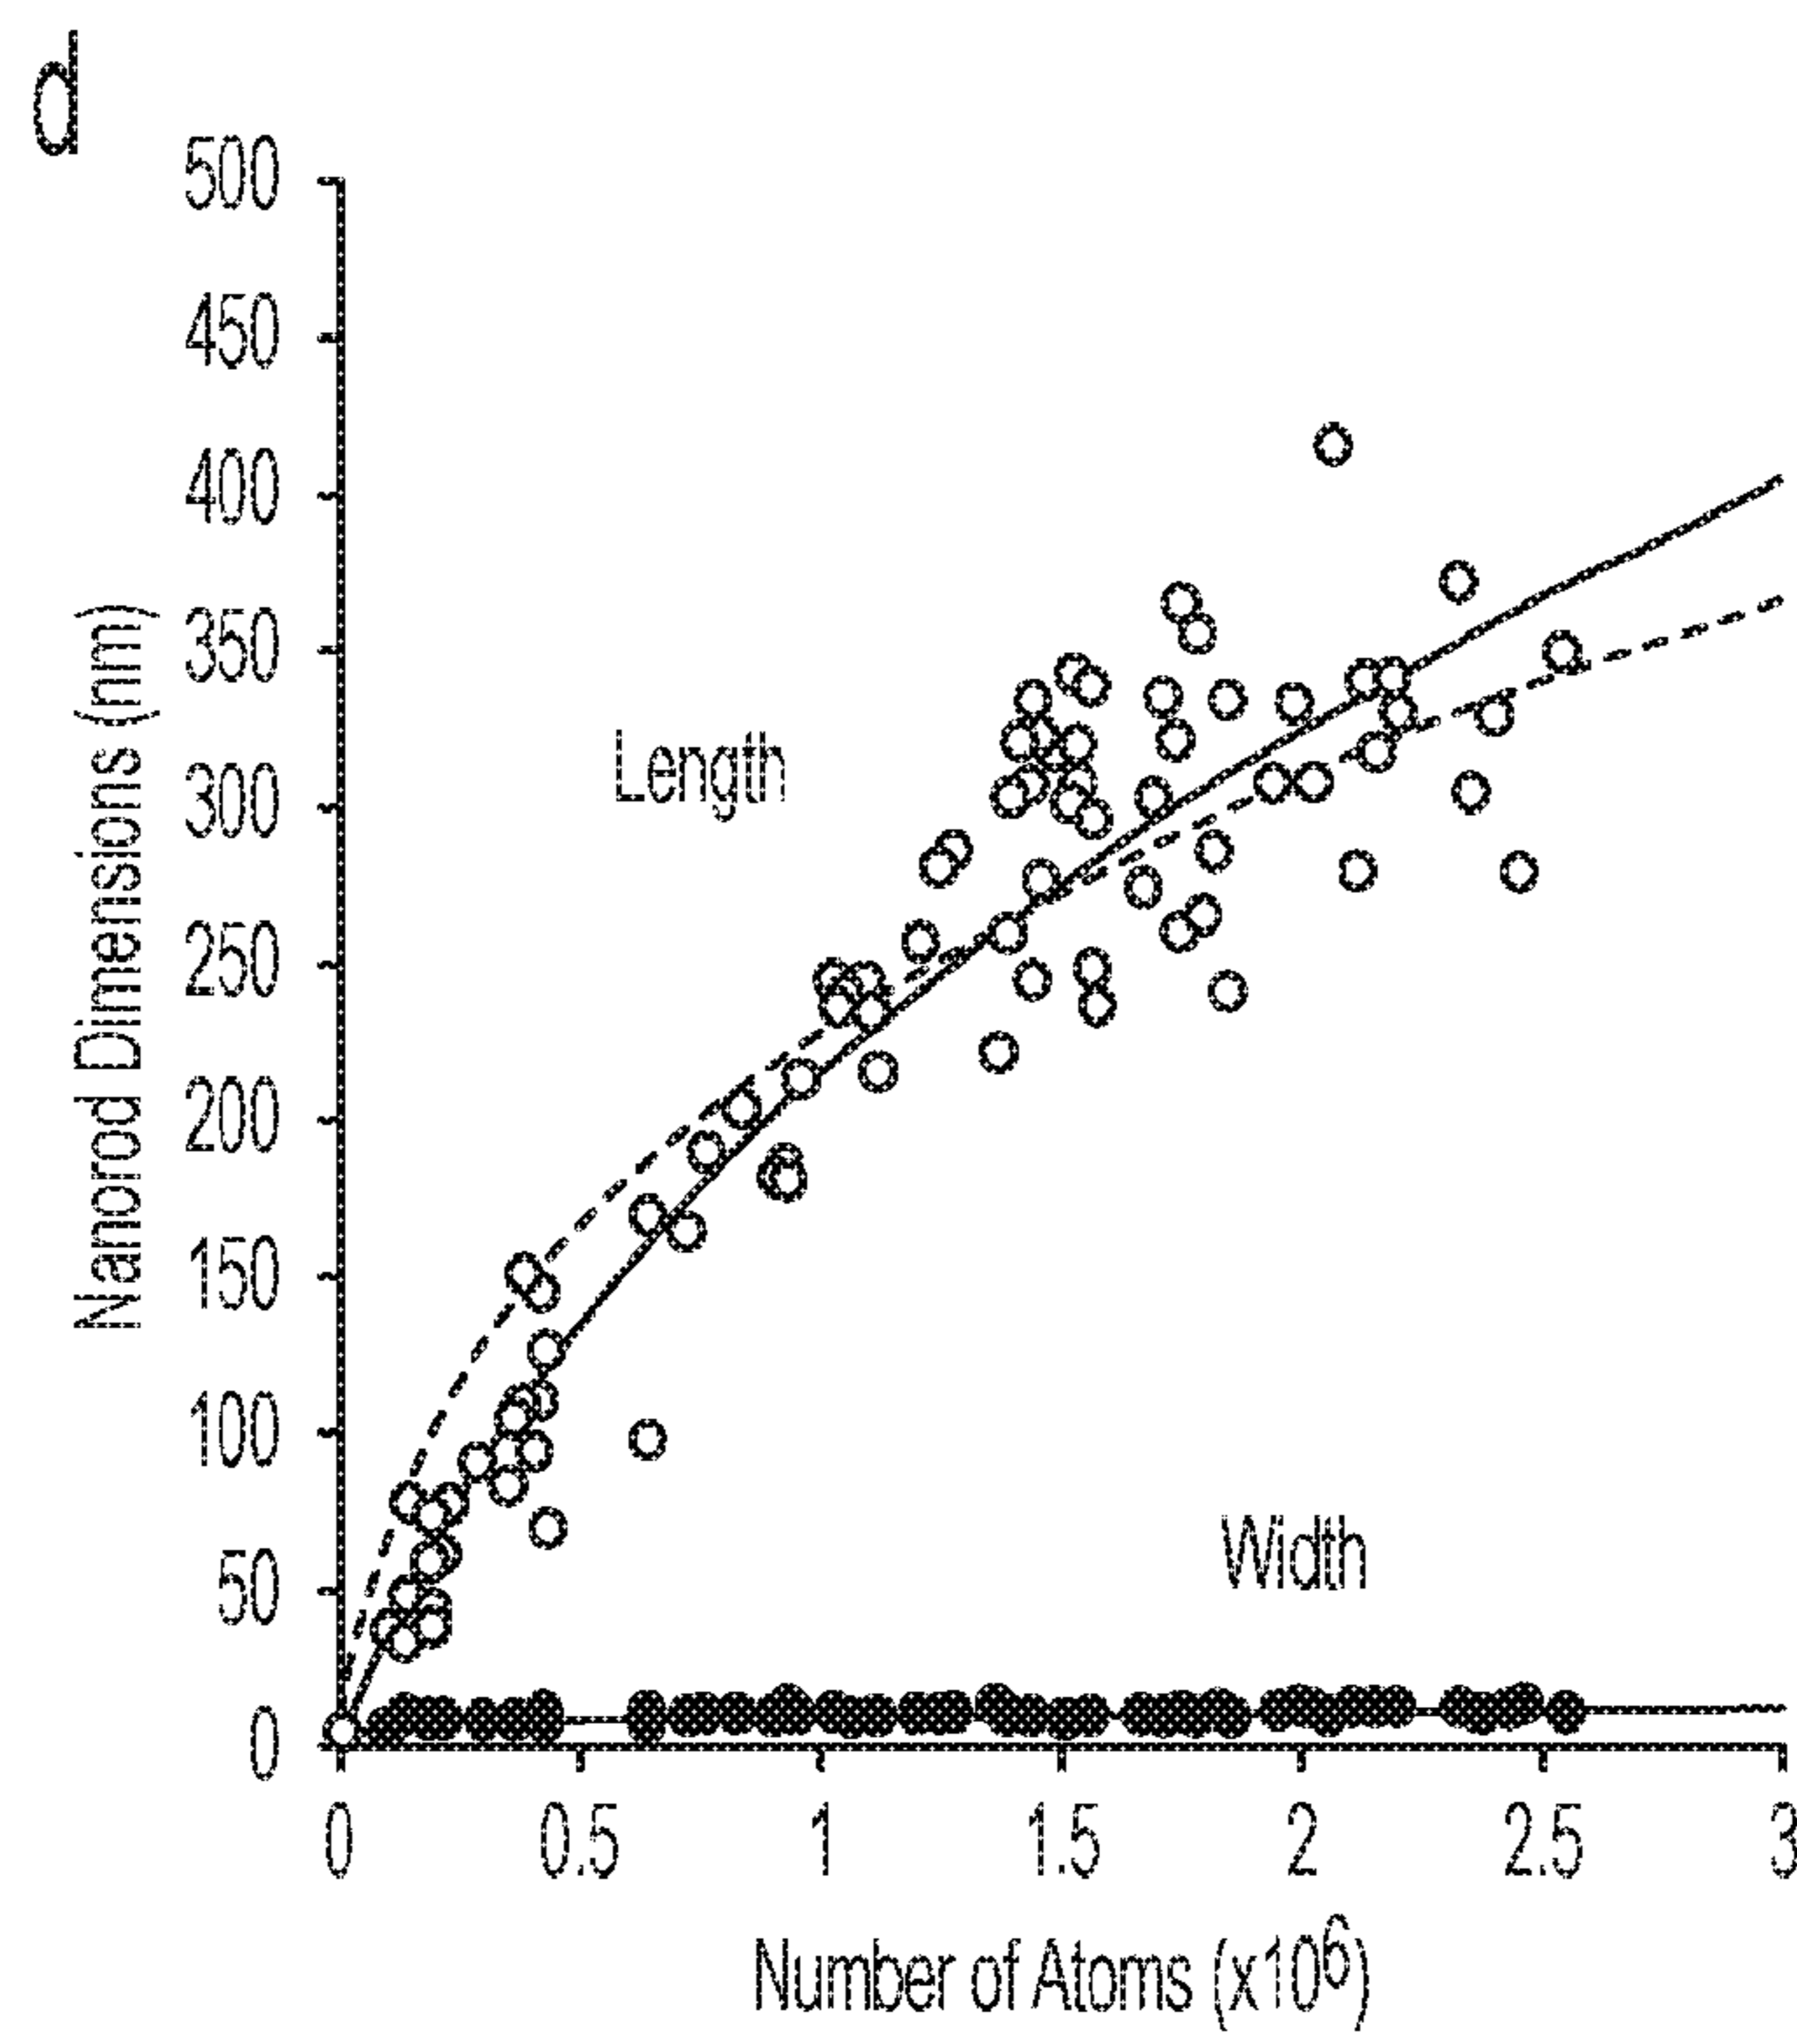 d
500
450
400
350
300
250
200
150
100
50
0
Nanorod Dimensions (nm)
Length
Width
0 0.5 1 1.5 2 2.5 3
Number of Atoms (x10⁶)